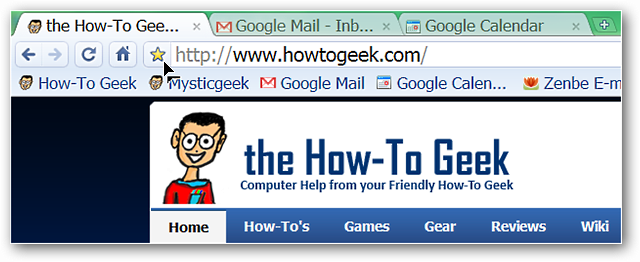 the How-To Gee... Google Mail - Inb... Google Calendar
http://www.howtogeek.com/
How-To Geek Mysticgeek Google Mail Google Calen... Zenbe E-m
the How-To Geek
Computer Help from your Friendly How-To Geek
Home How-To's Games Gear Reviews Wiki